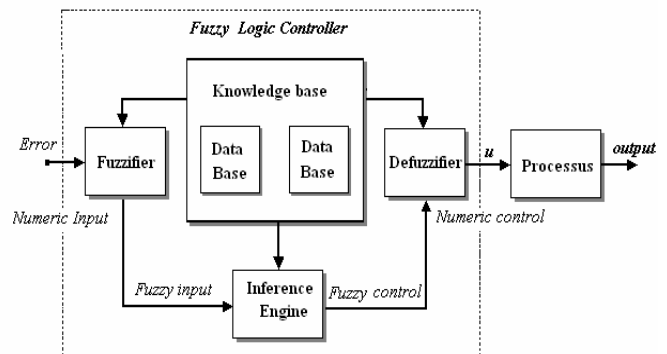 Fuzzy Logic Controller
Knowledge base
Error
Fuzzifier
Data
Base
Data
Base
Defuzzifier
u
Processus
output
Numeric Input
Numeric control
Fuzzy input
Inference
Engine
Fuzzy control